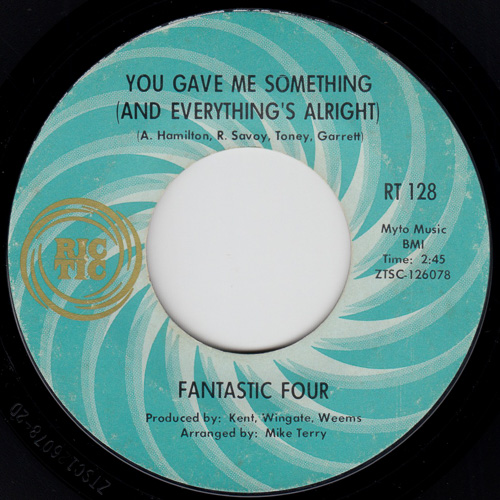 YOU GAVE ME SOMETHING
(AND EVERYTHING'S ALRIGHT)
(A. Hamilton, R. Savoy, Toney, Garrett)
RT 128
Myto Music
BMI
Time: 2:45
ZTSC-126078
RIC
TIC
FANTASTIC FOUR
Produced by: Kent, Wingate, Weems
Arranged by: Mike Terry